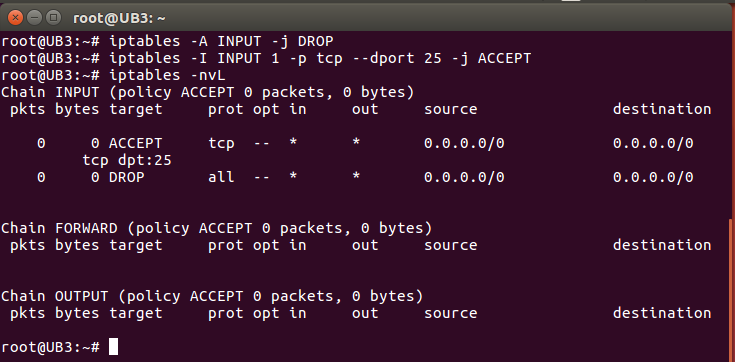 root@UB3: ~
root@UB3:~# iptables -A INPUT -j DROP
root@UB3:~# iptables -I INPUT 1 -p tcp --dport 25 -j ACCEPT
root@UB3:~# iptables -nvL
Chain INPUT (policy ACCEPT 0 packets, 0 bytes)
 pkts bytes target     prot opt in     out     source               destination
    0     0 ACCEPT     tcp  --  *      *       0.0.0.0/0            0.0.0.0/0
         tcp dpt:25
    0     0 DROP       all  --  *      *       0.0.0.0/0            0.0.0.0/0
Chain FORWARD (policy ACCEPT 0 packets, 0 bytes)
 pkts bytes target     prot opt in     out     source               destination
Chain OUTPUT (policy ACCEPT 0 packets, 0 bytes)
 pkts bytes target     prot opt in     out     source               destination
root@UB3:~#